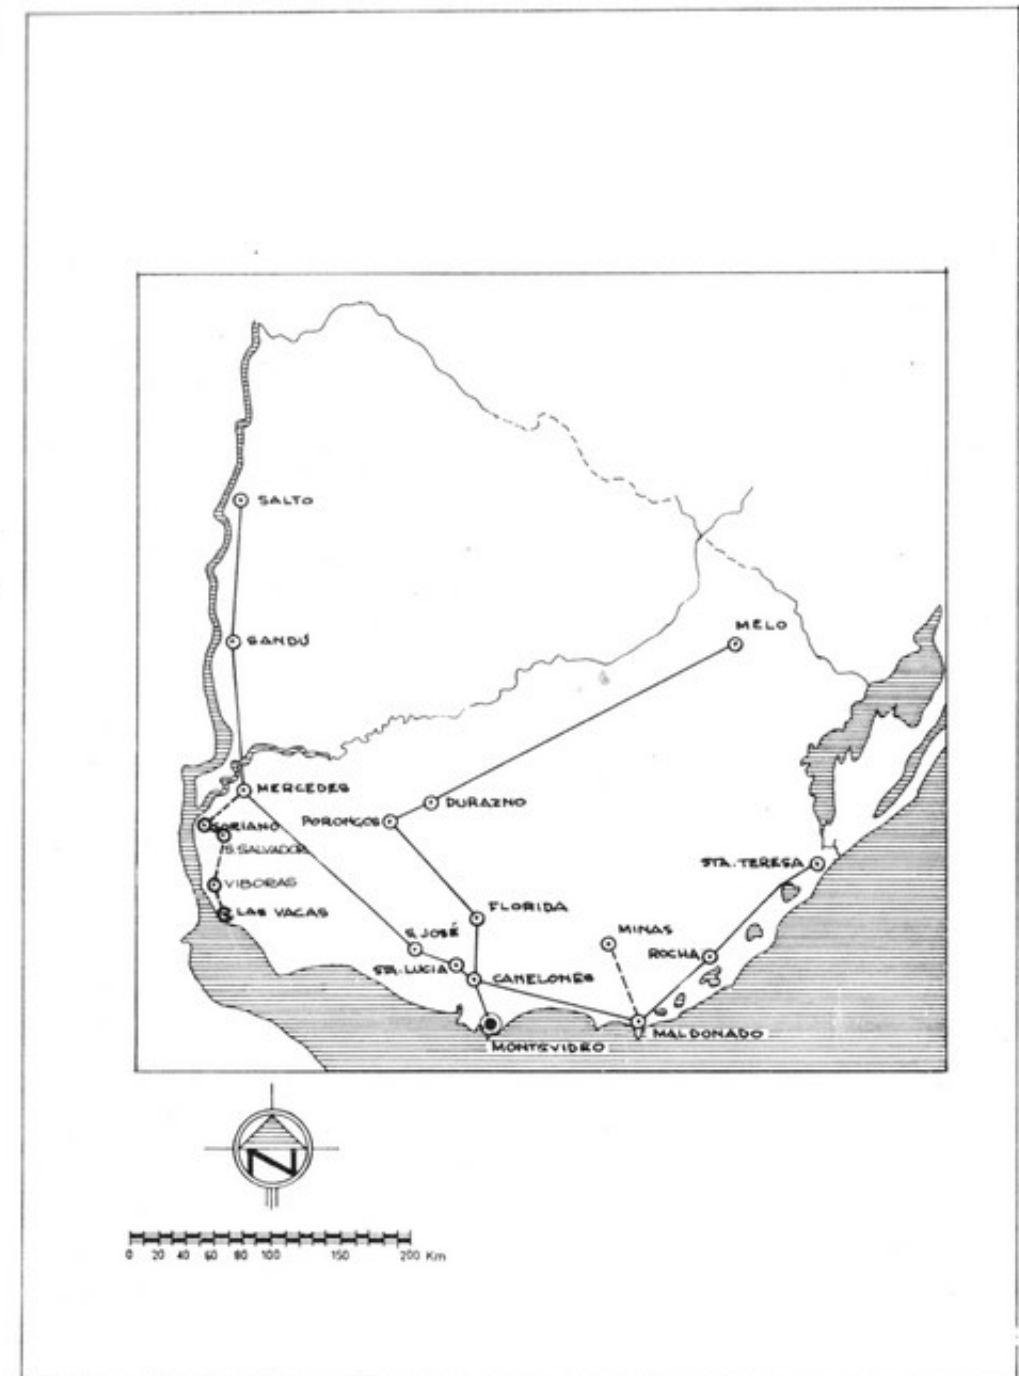 SALTO
SANDÚ
MELO
MERCEDES
DURAZNO
PORONGOS
SORIANO
S. SALVADOR
STA. TERESA
VIBORAS
LAS VACAS
FLORIDA
MINAS
S. JOSÉ
ROCHA
STA. LUCIA
CANELONES
MALDONADO
MONTEVIDEO
N
0 20 40 60 80 100 150 200 Km